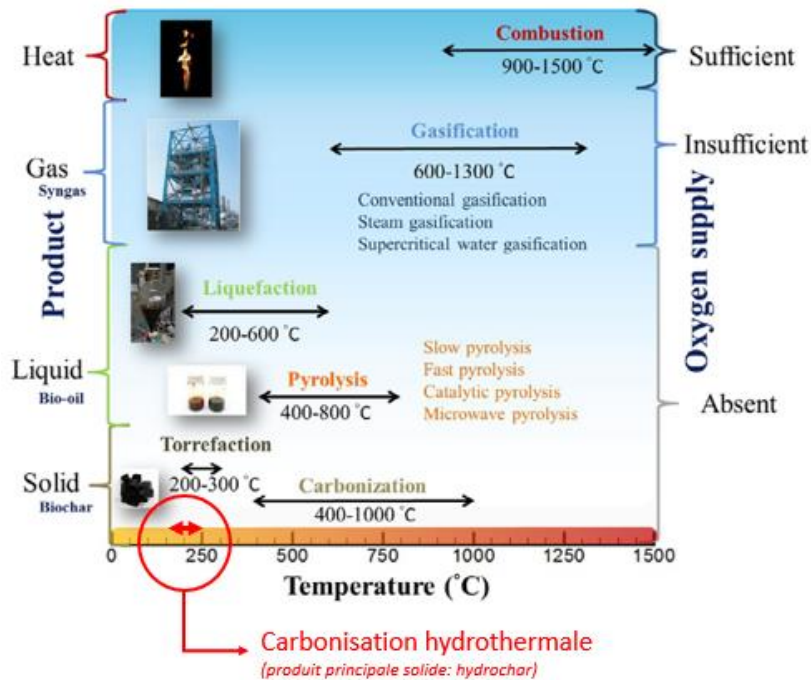 Heat
Combustion
900-1500 °C
Sufficient
Gas
Syngas
Gasification
600-1300 °C
Conventional gasification
Steam gasification
Supercritical water gasification
Insufficient
Product
Oxygen supply
Liquefaction
200-600 °C
Liquid
Bio-oil
Pyrolysis
400-800 °C
Slow pyrolysis
Fast pyrolysis
Catalytic pyrolysis
Microwave pyrolysis
Absent
Torrefaction
200-300 °C
Solid
Biochar
Carbonization
400-1000 °C
0 250 500 750 1000 1250 1500
Temperature (°C)
Carbonisation hydrothermale
(produit principale solide: hydrochar)